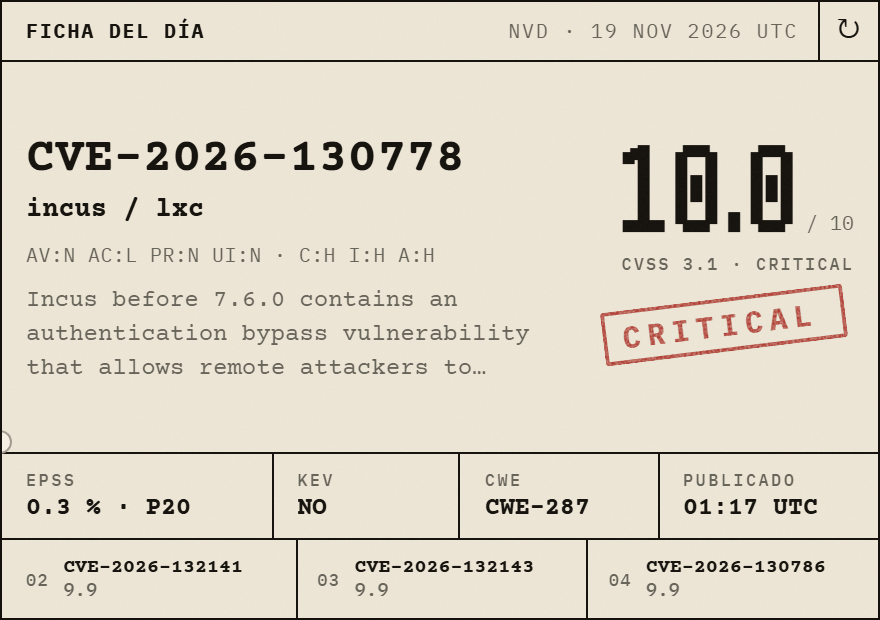 FICHA DEL DÍA
NVD · 19 NOV 2026 UTC
↻
CVE-2026-130778
incus / lxc
AV:N AC:L PR:N UI:N · C:H I:H A:H
Incus before 7.6.0 contains an
authentication bypass vulnerability
that allows remote attackers to…
10.0 / 10
CVSS 3.1 · CRITICAL
CRITICAL
EPSS
0.3 % · P20
KEV
NO
CWE
CWE-287
PUBLICADO
01:17 UTC
02 CVE-2026-132141
9.9
03 CVE-2026-132143
9.9
04 CVE-2026-130786
9.9